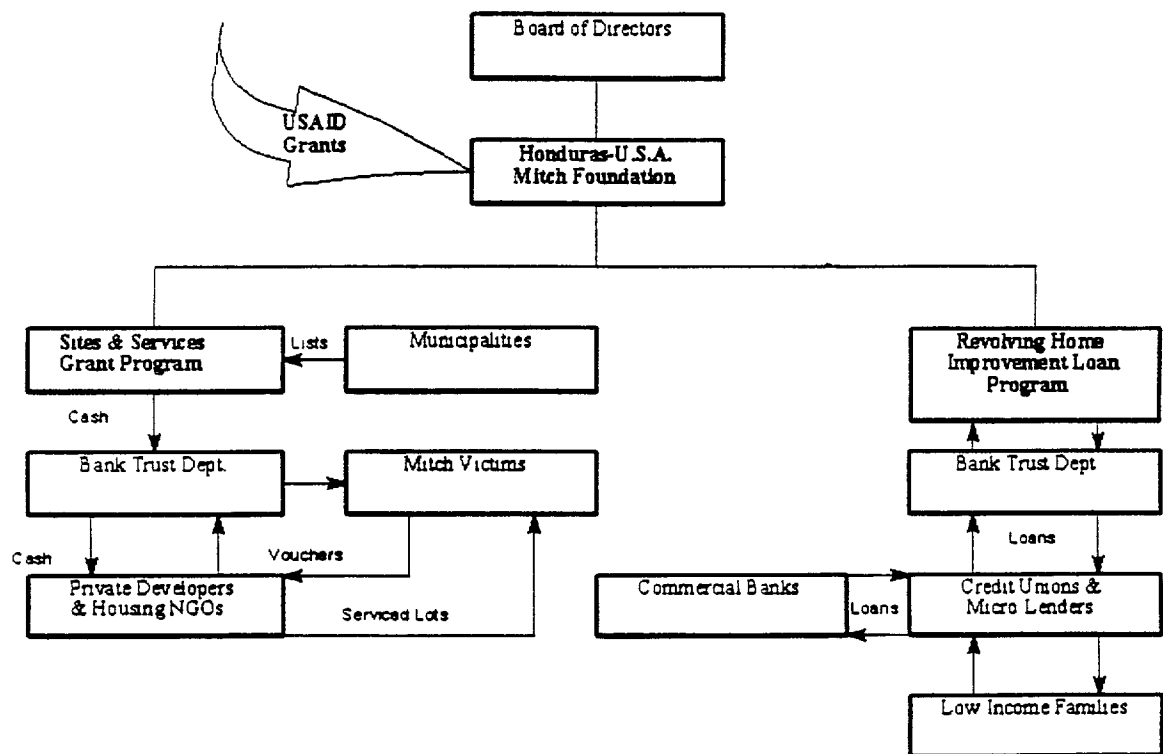 Board of Directors
USAID
Grants
Honduras-U.S.A.
Mitch Foundation
Sites & Services
Grant Program
Lists
Municipalities
Revolving Home
Improvement Loan
Program
Cash
Bank Trust Dept.
Mitch Victims
Bank Trust Dept
Cash
Vouchers
Loans
Private Developers
& Housing NGOs
Serviced Lots
Commercial Banks
Loans
Credit Unions &
Micro Lenders
Low Income Families